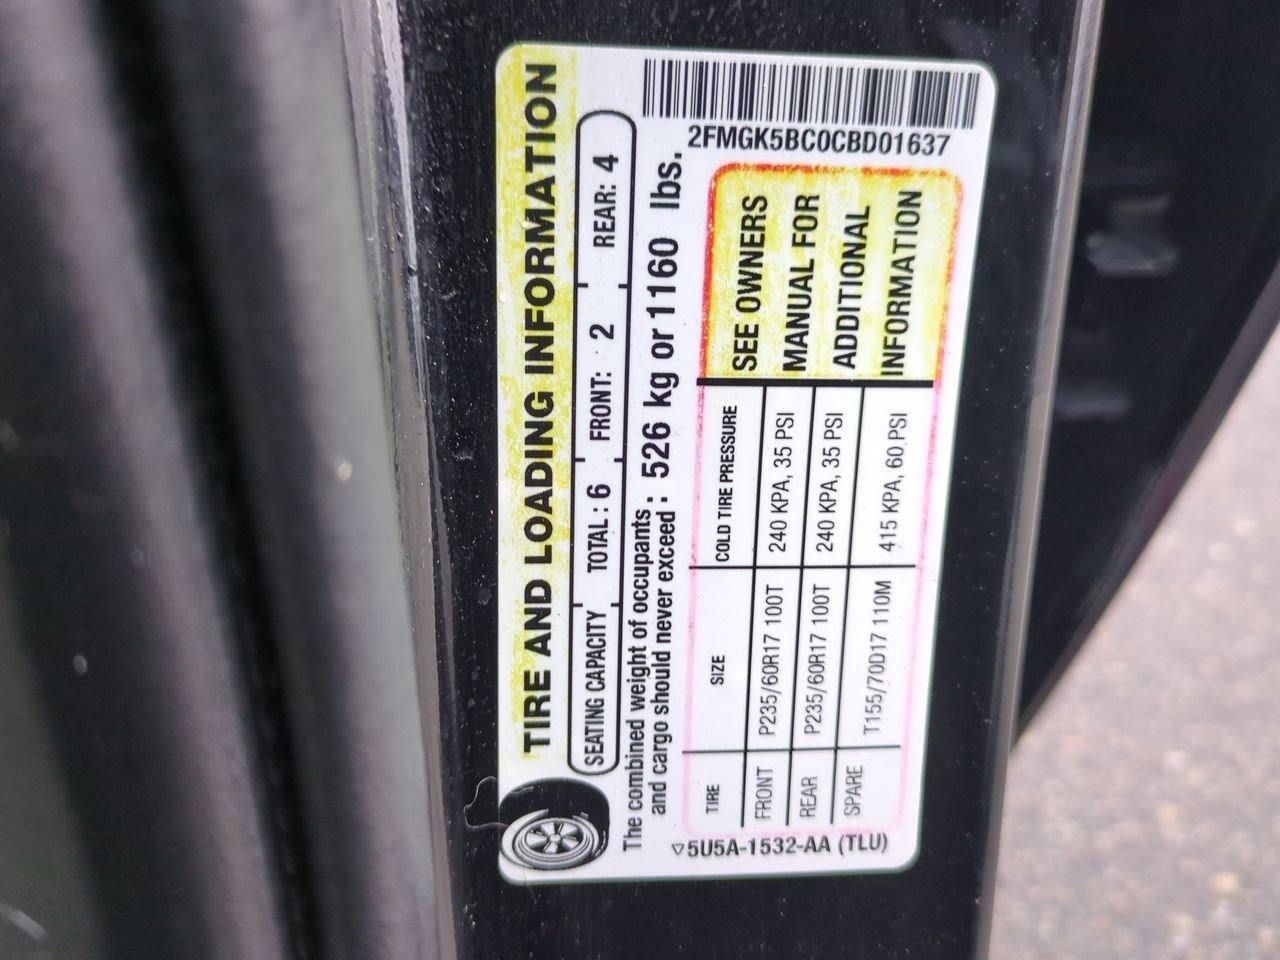 2FMGK5BC0CBD01637
TIRE AND LOADING INFORMATION
SEATING CAPACITY TOTAL : 6 FRONT: 2 REAR: 4
The combined weight of occupants
and cargo should never exceed : 526 kg or 1160 lbs.
TIRE SIZE COLD TIRE PRESSURE
FRONT P235/60R17 100T 240 KPA, 35 PSI
REAR P235/60R17 100T 240 KPA, 35 PSI
SPARE T155/70D17 110M 415 KPA, 60 PSI
SEE OWNERS
MANUAL FOR
ADDITIONAL
INFORMATION
▽5U5A-1532-AA (TLU)